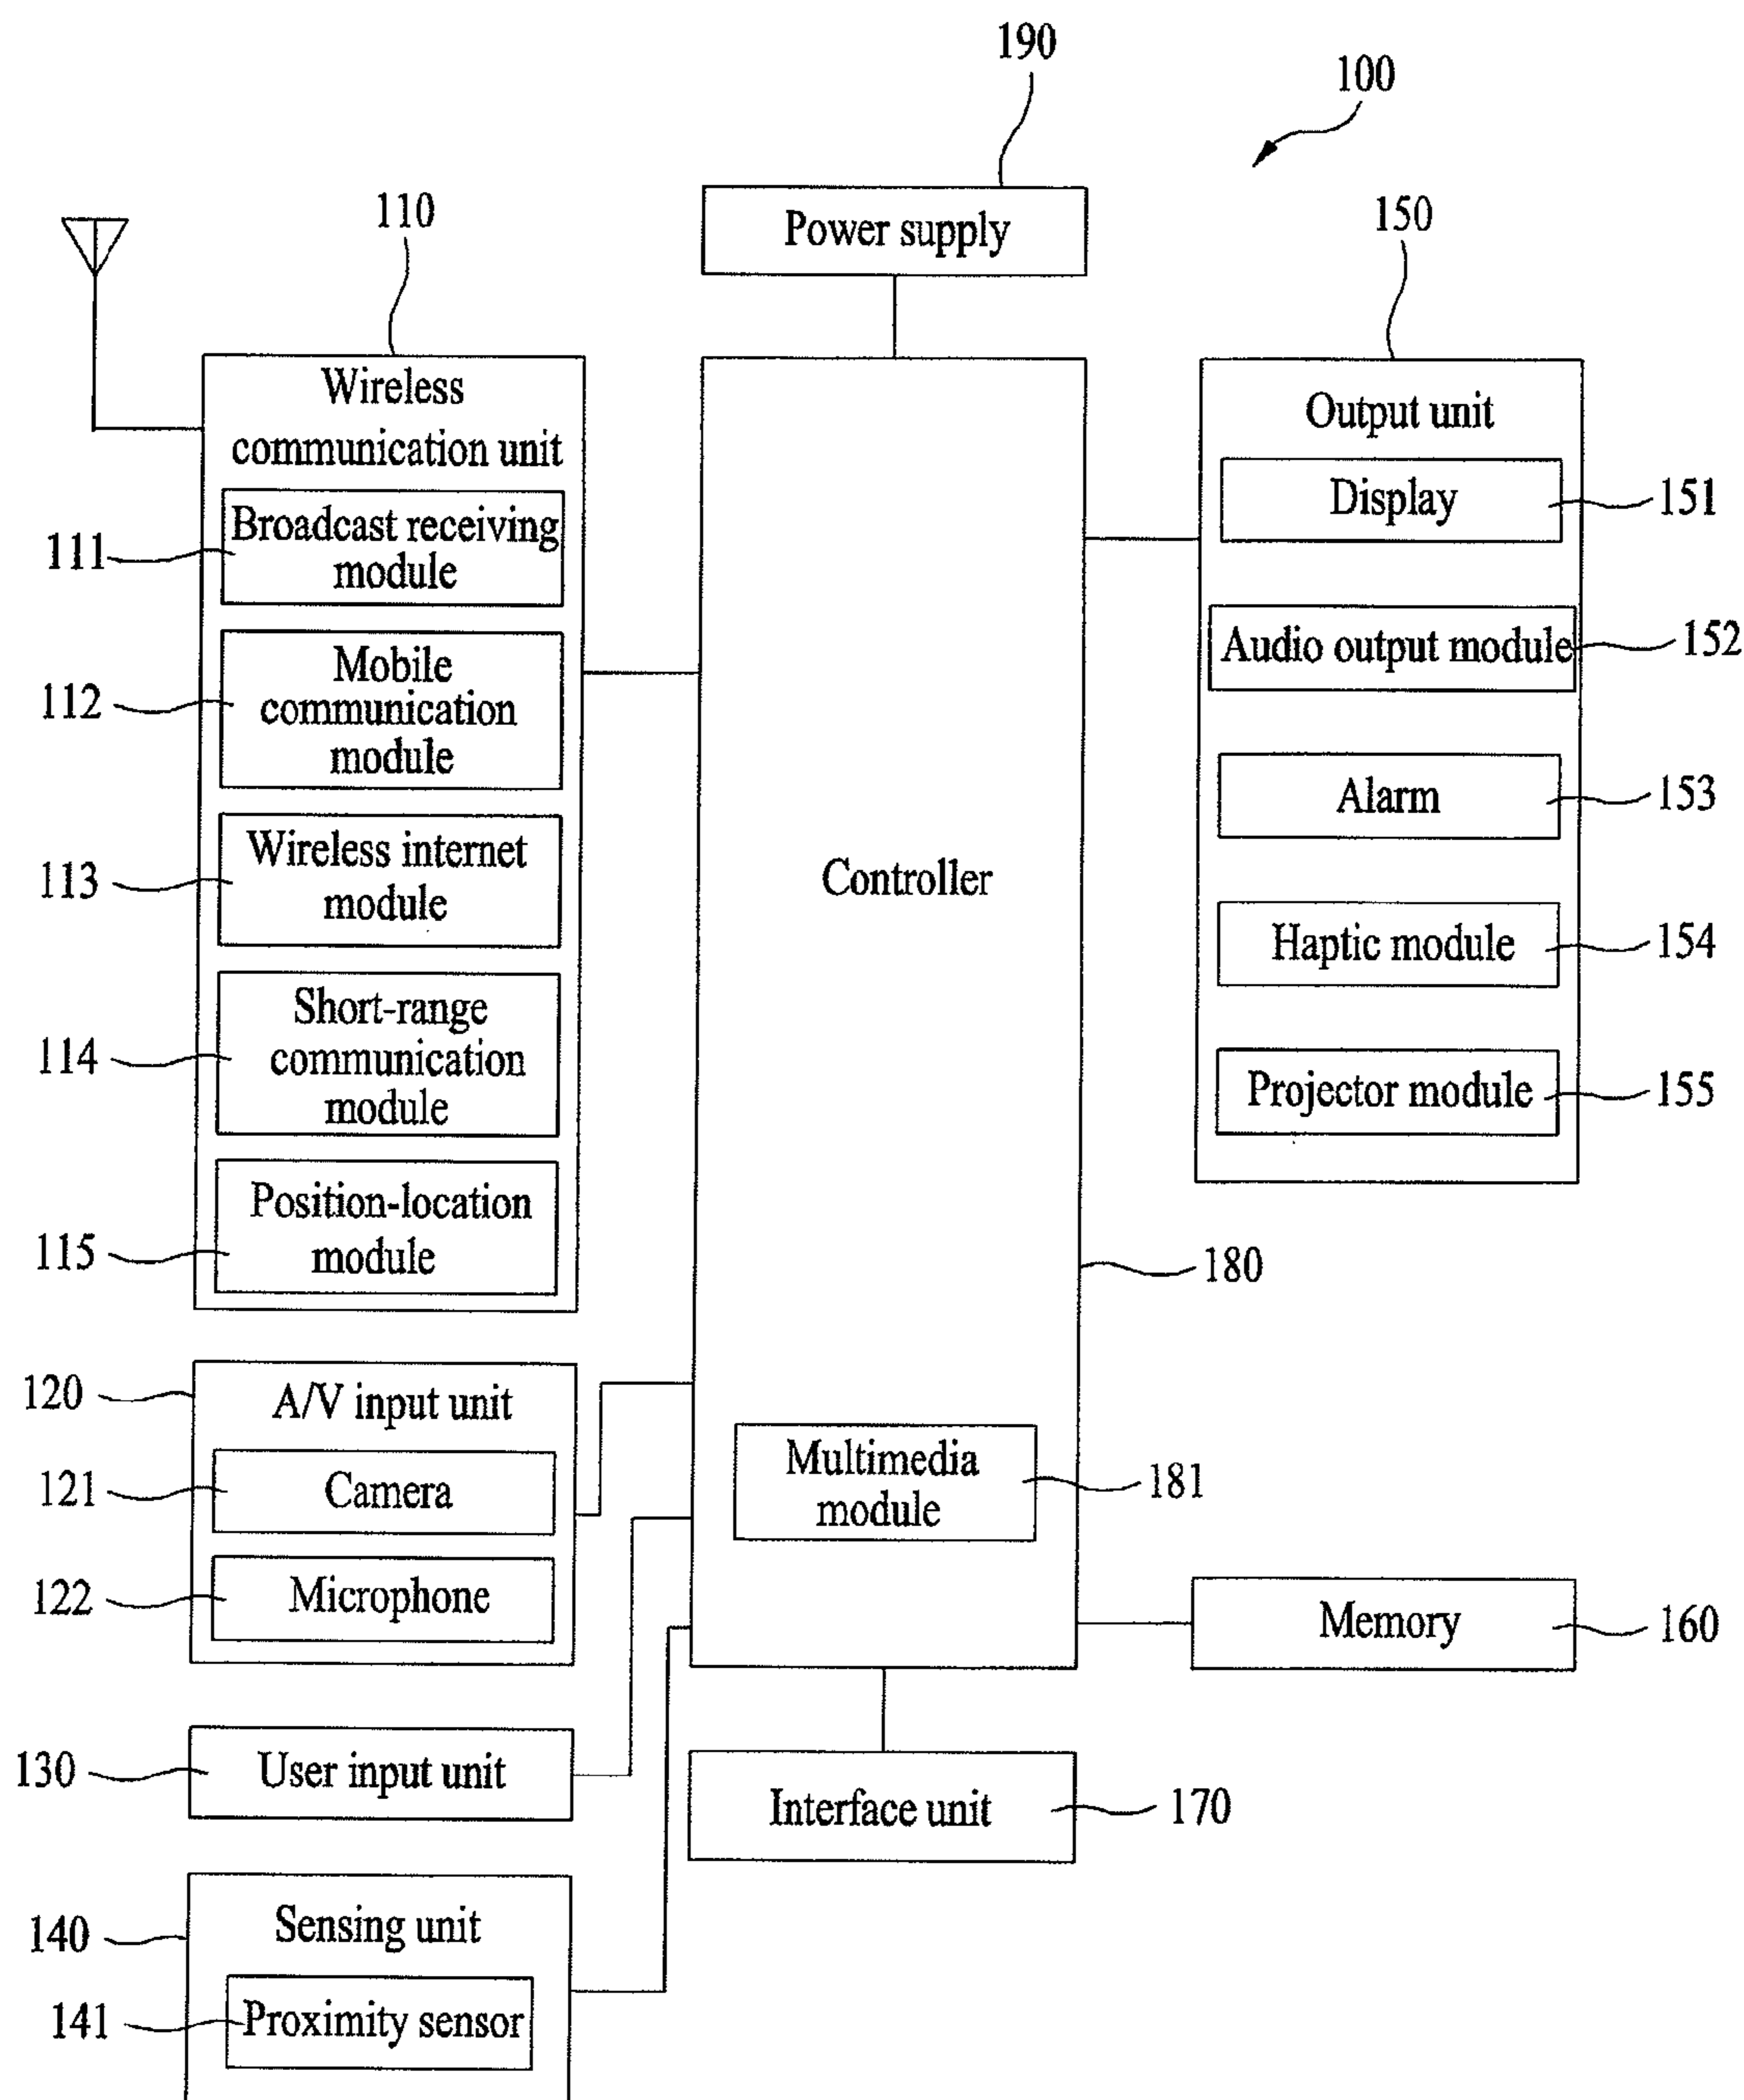 190
100
Power supply
110
150
Wireless
communication unit
111
Broadcast receiving
module
112
Mobile
communication
module
113
Wireless internet
module
114
Short-range
communication
module
115
Position-location
module
Controller
180
Multimedia
module
181
Output unit
Display
151
Audio output module
152
Alarm
153
Haptic module
154
Projector module
155
120
A/V input unit
121
Camera
122
Microphone
Memory
160
130
User input unit
Interface unit
170
140
Sensing unit
141
Proximity sensor